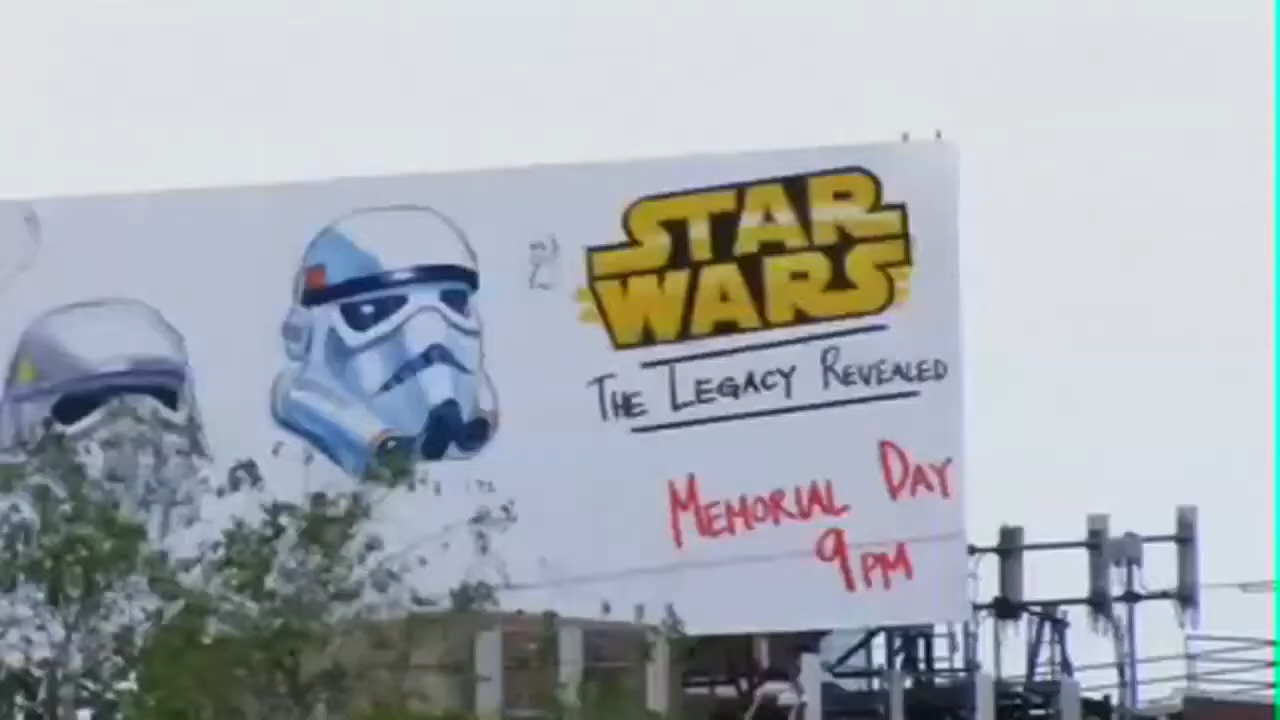 STAR
WARS
THE LEGACY REVEALED
MEMORIAL DAY
9PM